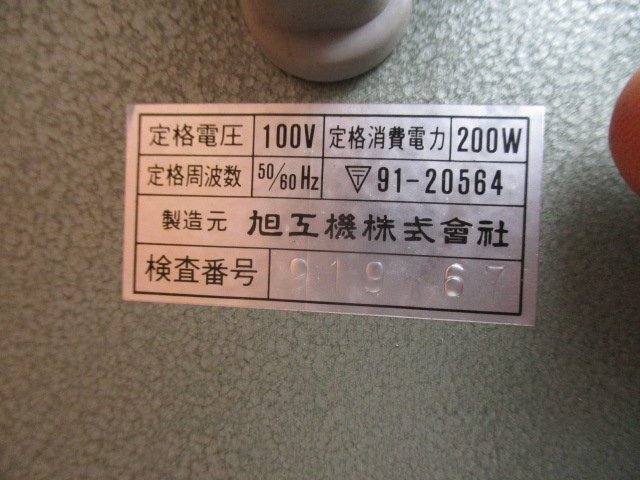 定格電圧 100V 定格消費電力 200W
定格周波数 50/60Hz 〒 91-20564
製造元 旭工機株式會社
検査番号 919 67